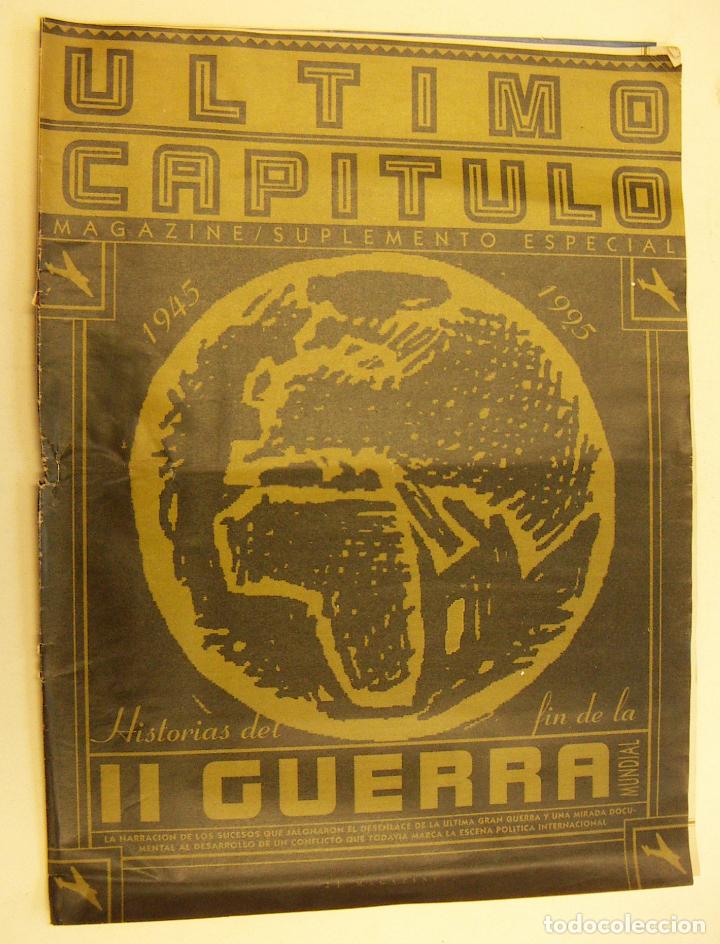 ULTIMO
CAPITULO
MAGAZINE/SUPLEMENTO ESPECIAL
1945 1995
Historias del fin de la
II GUERRA MUNDIAL
LA NARRACION DE LOS SUCESOS QUE JALONARON EL DESENLACE DE LA ULTIMA GRAN GUERRA Y UNA MIRADA DOCU-
MENTAL AL DESARROLLO DE UN CONFLICTO QUE TODAVIA MARCA LA ESCENA POLITICA INTERNACIONAL
todocoleccion